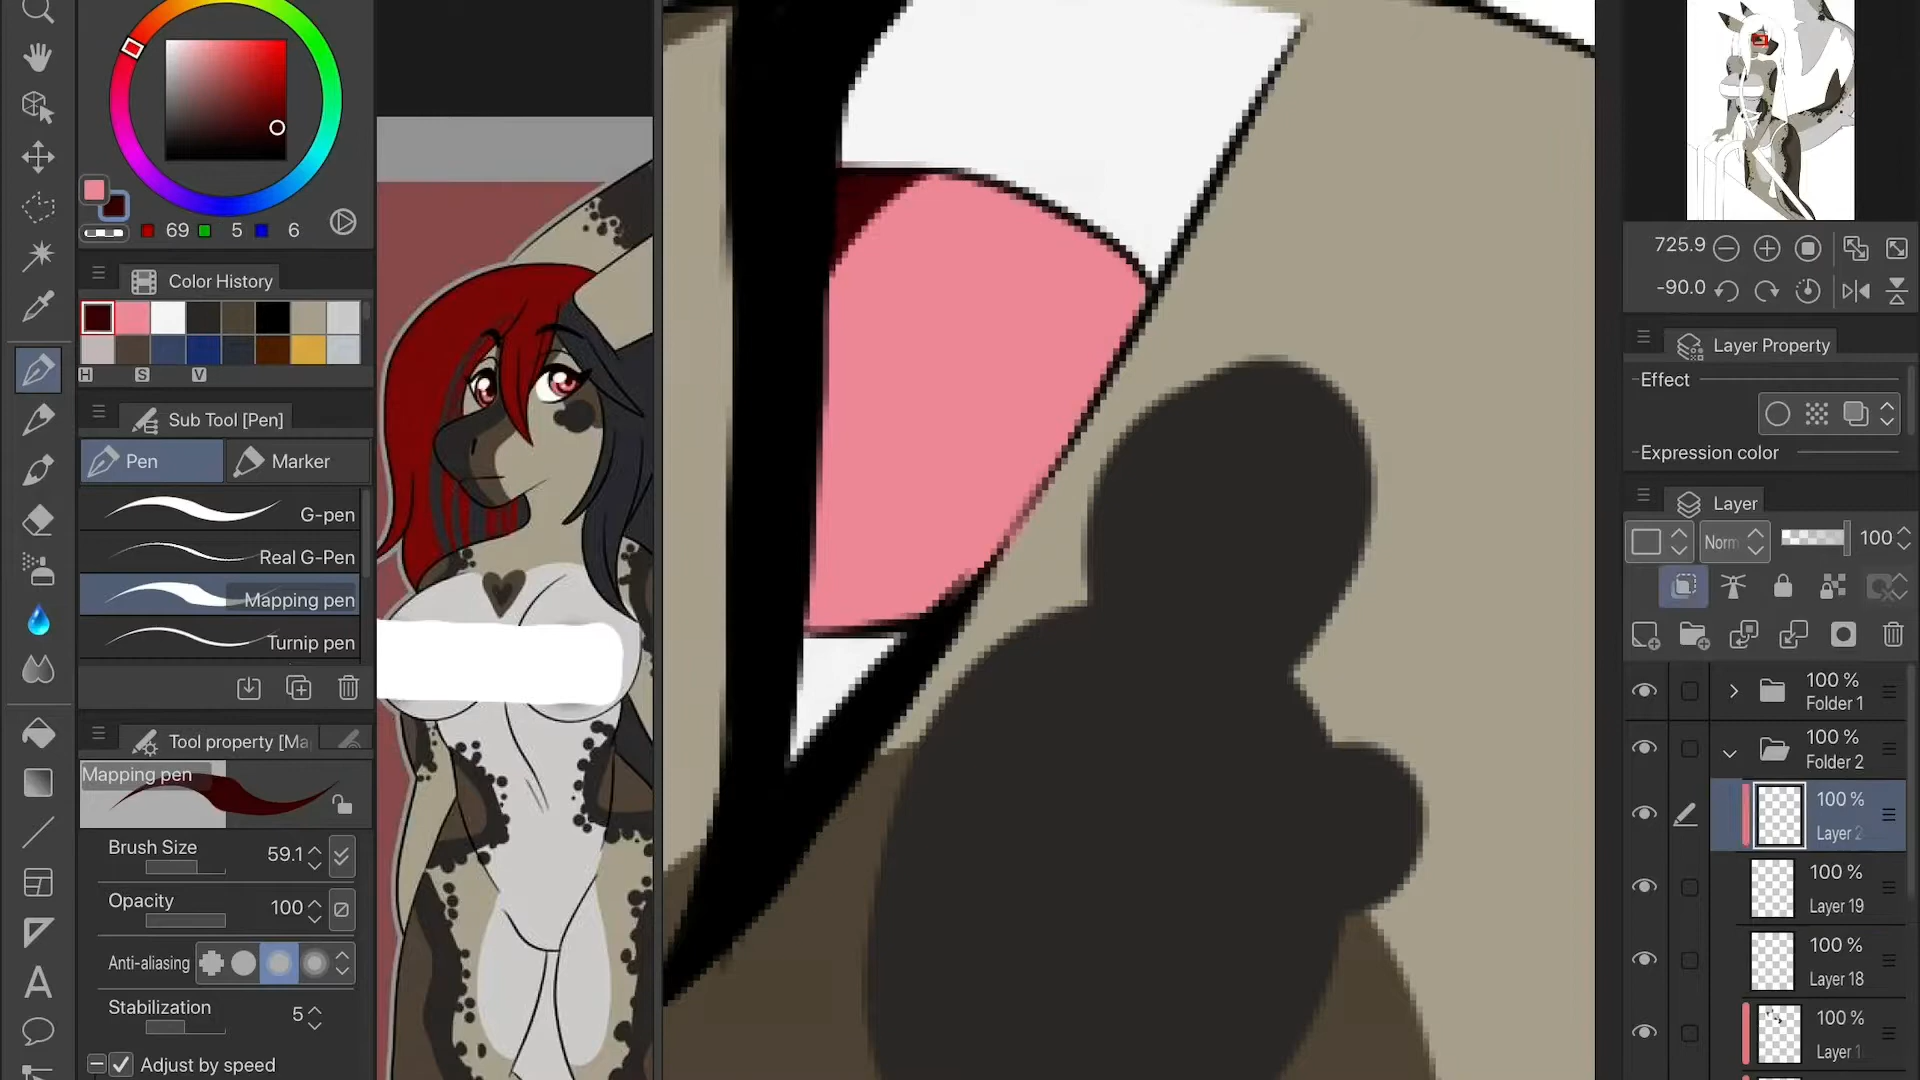 69
5
6
Color History
H
S
V
Sub Tool [Pen]
Pen
Marker
G-pen
Real G-Pen
Mapping pen
Turnip pen
Tool property [Ma
Mapping pen
Brush Size
59.1
Opacity
100
Anti-aliasing
Stabilization
5
Adjust by speed
725.9
-90.0
Layer Property
Effect
Expression color
Layer
Norm
100
100 %
Folder 1
100 %
Folder 2
100 %
Layer 2
100 %
Layer 19
100 %
Layer 18
100 %
Layer 1